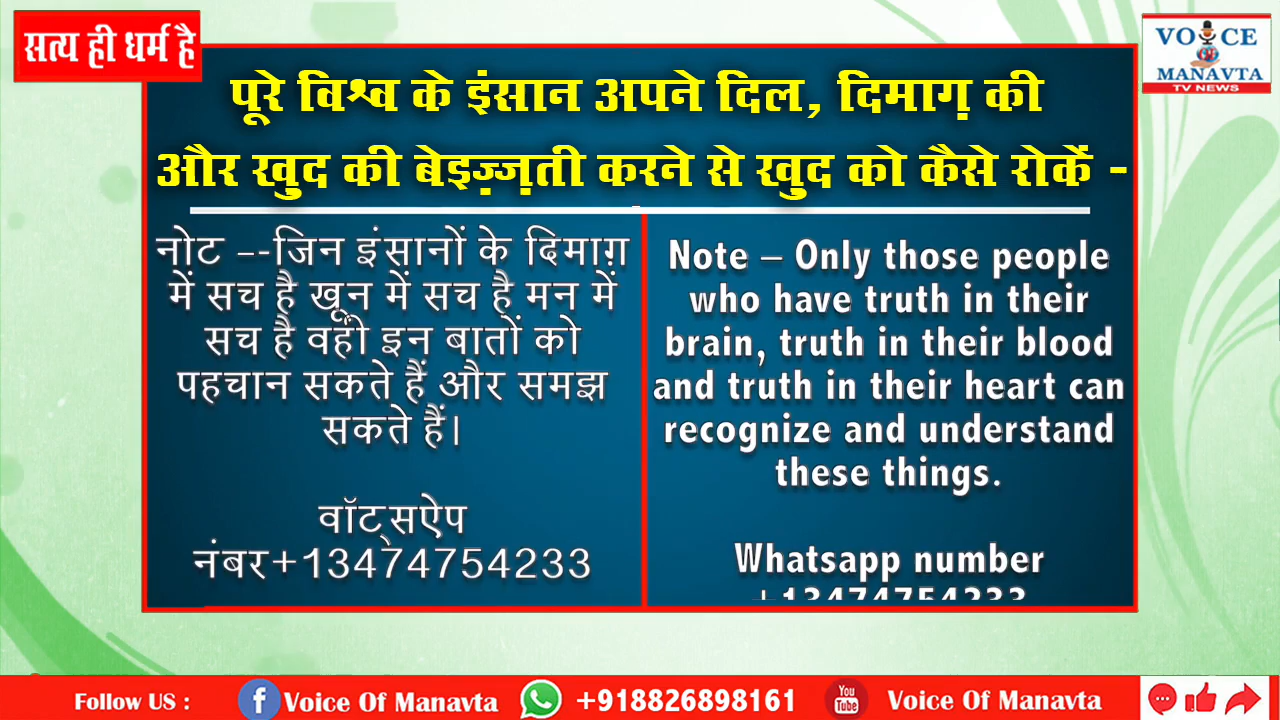 सत्य ही धर्म है
VOICE
OF
MANAVTA
TV NEWS
पूरे विश्व के इंसान अपने दिल, दिमाग़ की
और खुद की बेइज़्ज़ती करने से खुद को कैसे रोकें -
नोट --जिन इंसानों के दिमाग़
में सच है खून में सच है मन में
सच है वही इन बातों को
पहचान सकते हैं और समझ
सकते हैं।
वॉट्सऐप
नंबर+13474754233
Note – Only those people
who have truth in their
brain, truth in their blood
and truth in their heart can
recognize and understand
these things.
Whatsapp number
+13474754233
Follow US :
Voice Of Manavta
+918826898161
You
Tube
Voice Of Manavta